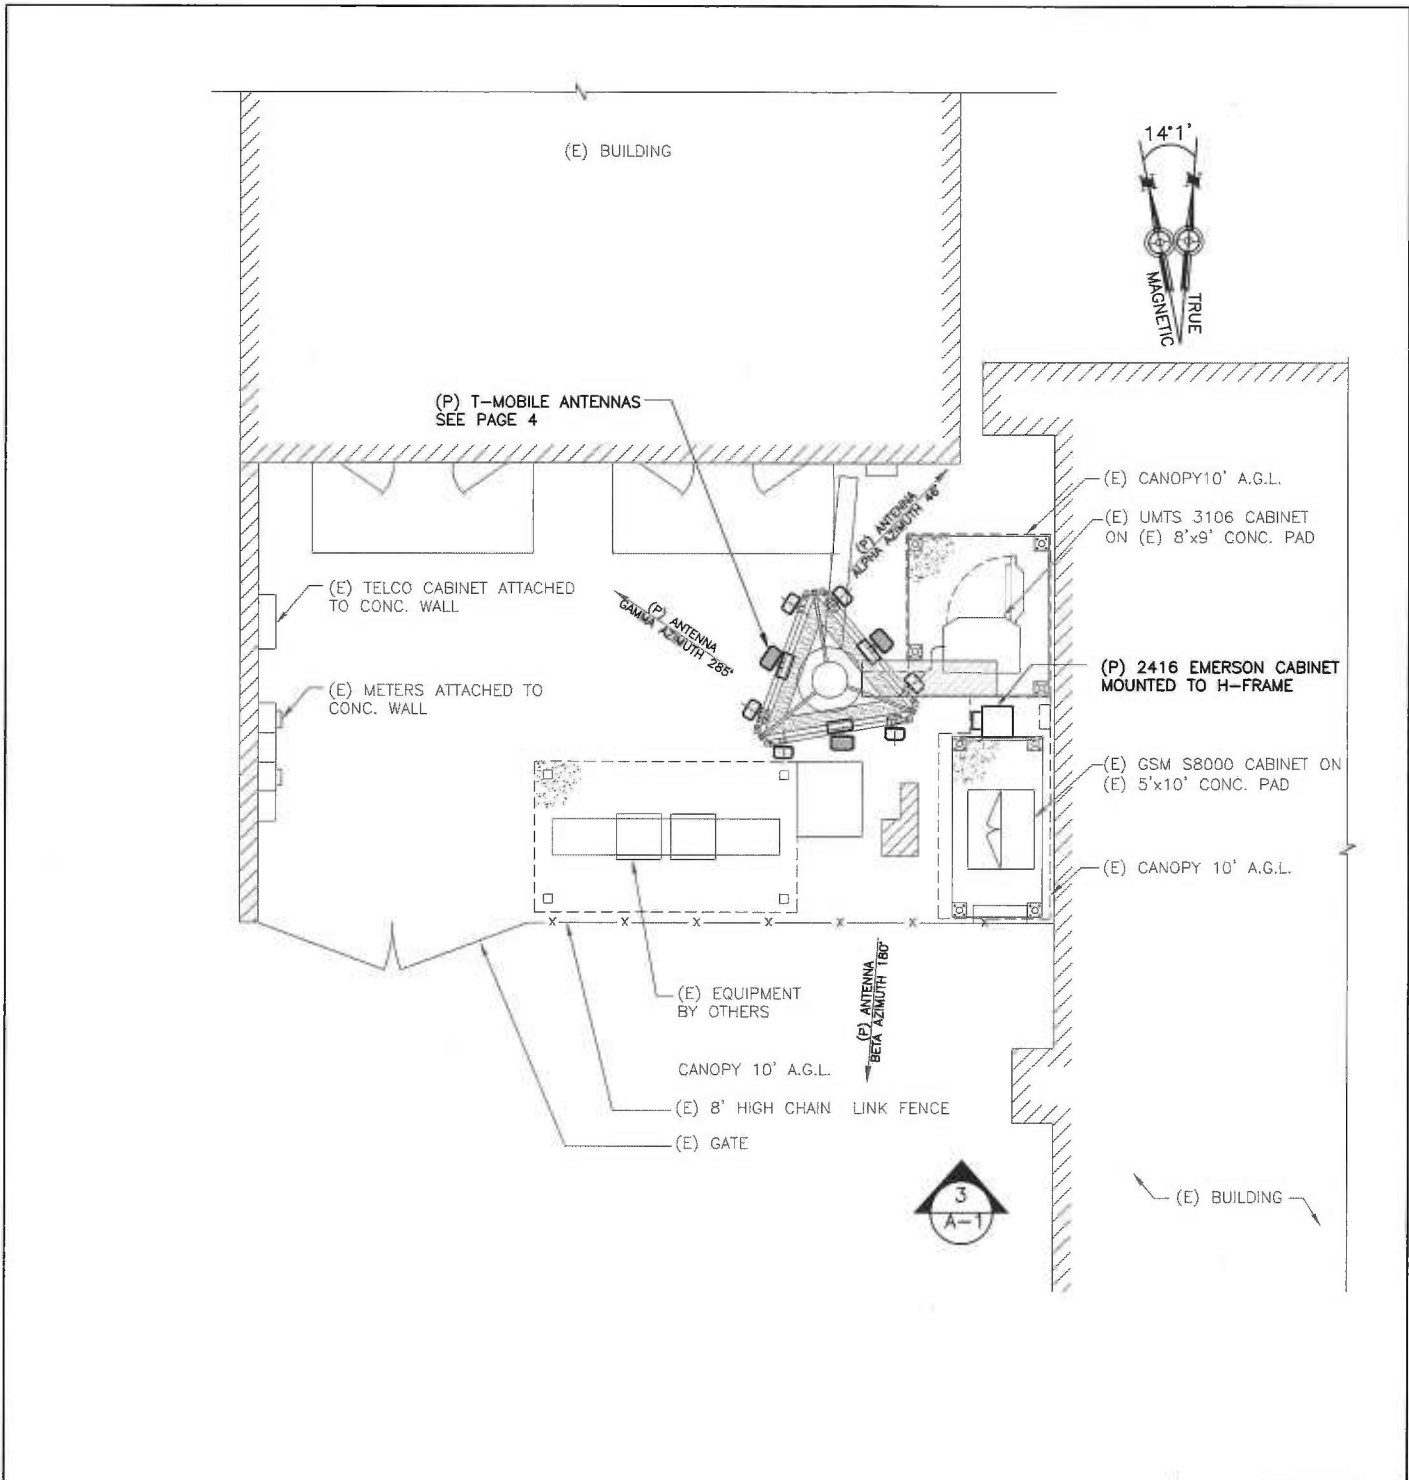 (E) BUILDING
14°1'
MAGNETIC
TRUE
(P) T-MOBILE ANTENNAS
SEE PAGE 4
(E) CANOPY10' A.G.L.
(E) UMTS 3106 CABINET
ON (E) 8'x9' CONC. PAD
(P) ANTENNA
ALPHA AZIMUTH 46°
(E) TELCO CABINET ATTACHED
TO CONC. WALL
(P) ANTENNA
GAMMA AZIMUTH 285°
(P) 2416 EMERSON CABINET
MOUNTED TO H-FRAME
(E) METERS ATTACHED TO
CONC. WALL
(E) GSM S8000 CABINET ON
(E) 5'x10' CONC. PAD
(E) CANOPY 10' A.G.L.
X X X X X X
(P) ANTENNA
BETA AZIMUTH 180°
(E) EQUIPMENT
BY OTHERS
CANOPY 10' A.G.L.
(E) 8' HIGH CHAIN LINK FENCE
(E) GATE
3
A-1
(E) BUILDING